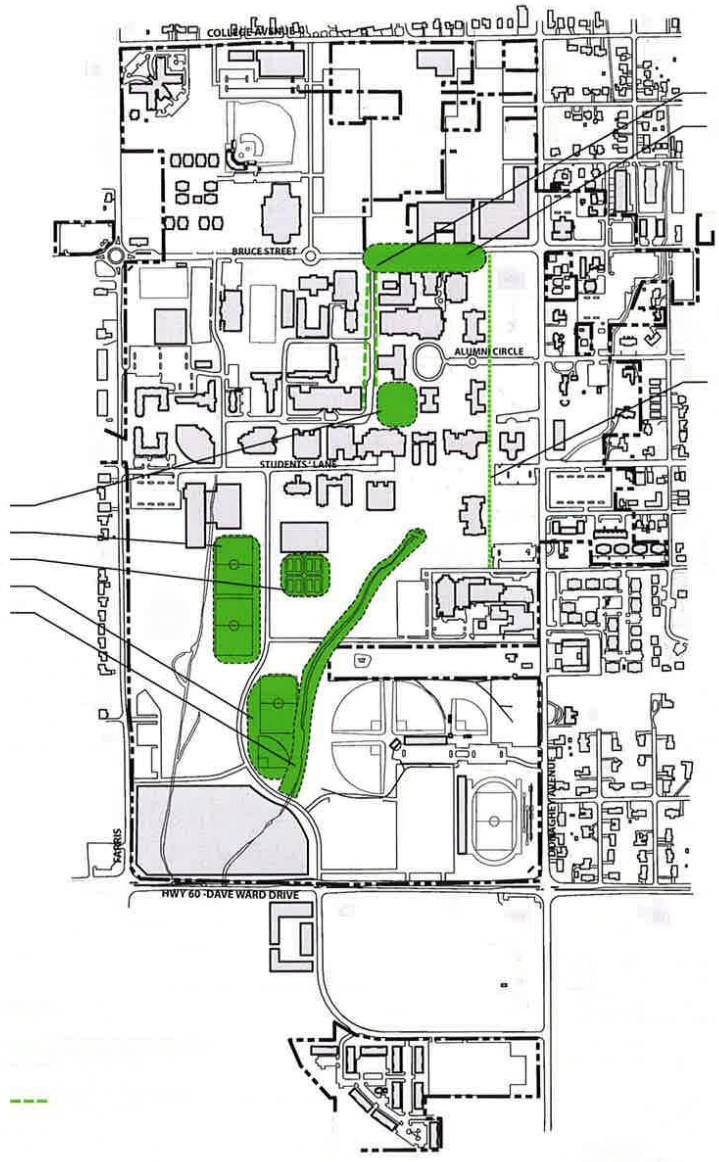 COLLEGE AVENUE
BRUCE STREET
ALUMNI CIRCLE
STUDENTS' LANE
DONAGHEY AVENUE
FARRIS
HWY 60 -DAVE WARD DRIVE